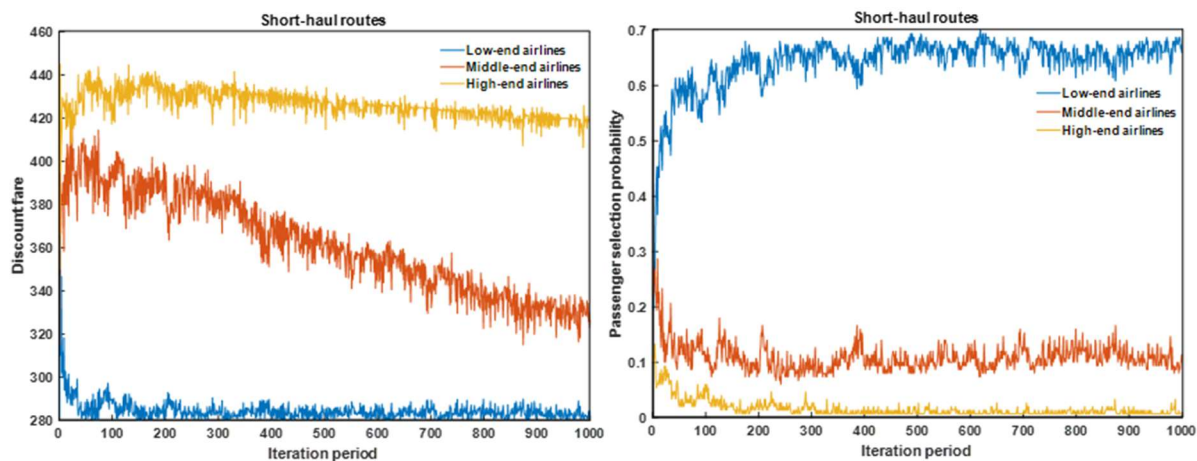 Short-haul routes
460
440
420
400
380
360
340
320
300
280
Discount fare
Low-end airlines
Middle-end airlines
High-end airlines
0 100 200 300 400 500 600 700 800 900 1000
Iteration period
Short-haul routes
0.7
0.6
0.5
0.4
0.3
0.2
0.1
0
Passenger selection probability
Low-end airlines
Middle-end airlines
High-end airlines
0 100 200 300 400 500 600 700 800 900 1000
Iteration period